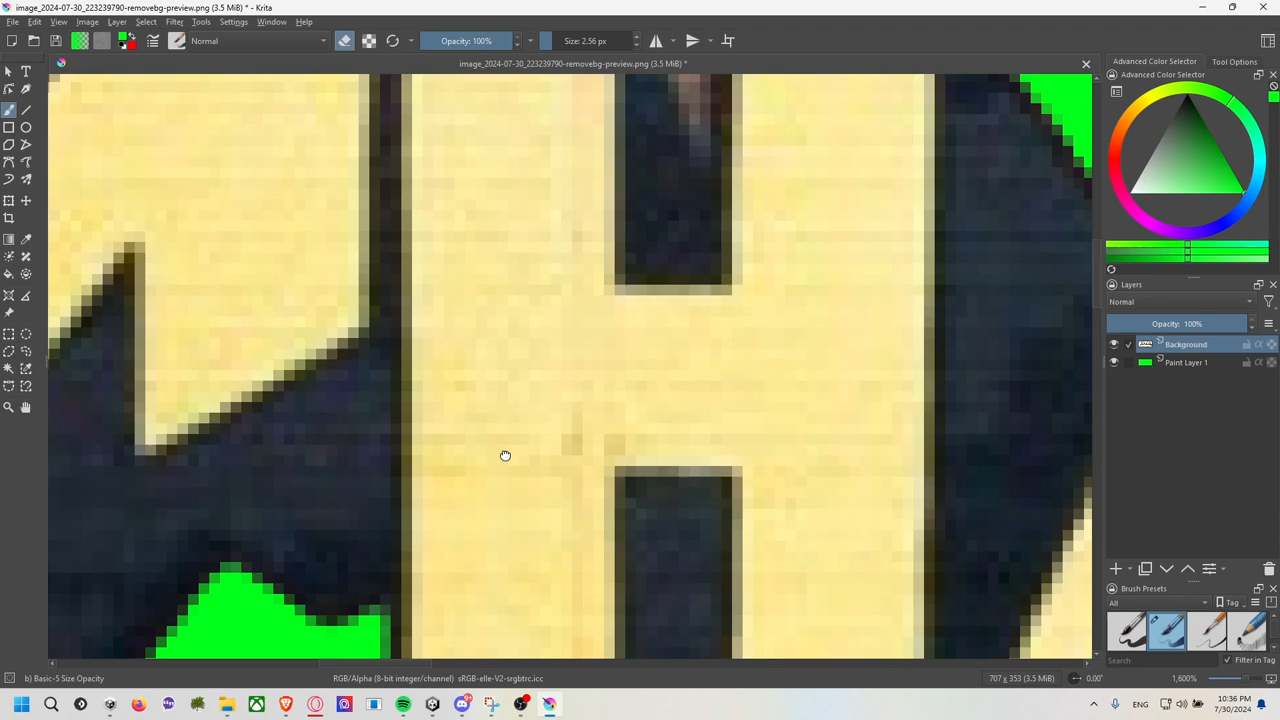 image_2024-07-30_223239790-removebg-preview.png (3.5 MiB) * - Krita
File Edit View Image Layer Select Filter Tools Settings Window Help
Normal Opacity: 100% Size: 2.56 px
image_2024-07-30_223239790-removebg-preview.png (3.5 MiB) *
Advanced Color Selector Tool Options
Advanced Color Selector
Layers
Normal
Opacity: 100%
Background
Paint Layer 1
Brush Presets
All Tag
Search Filter in Tag
b) Basic-5 Size Opacity RGB/Alpha (8-bit integer/channel) sRGB-elle-V2-srgbtrc.icc 707 x 353 (3.5 MiB) 0.00° 1,600%
9+ ENG 10:36 PM
7/30/2024